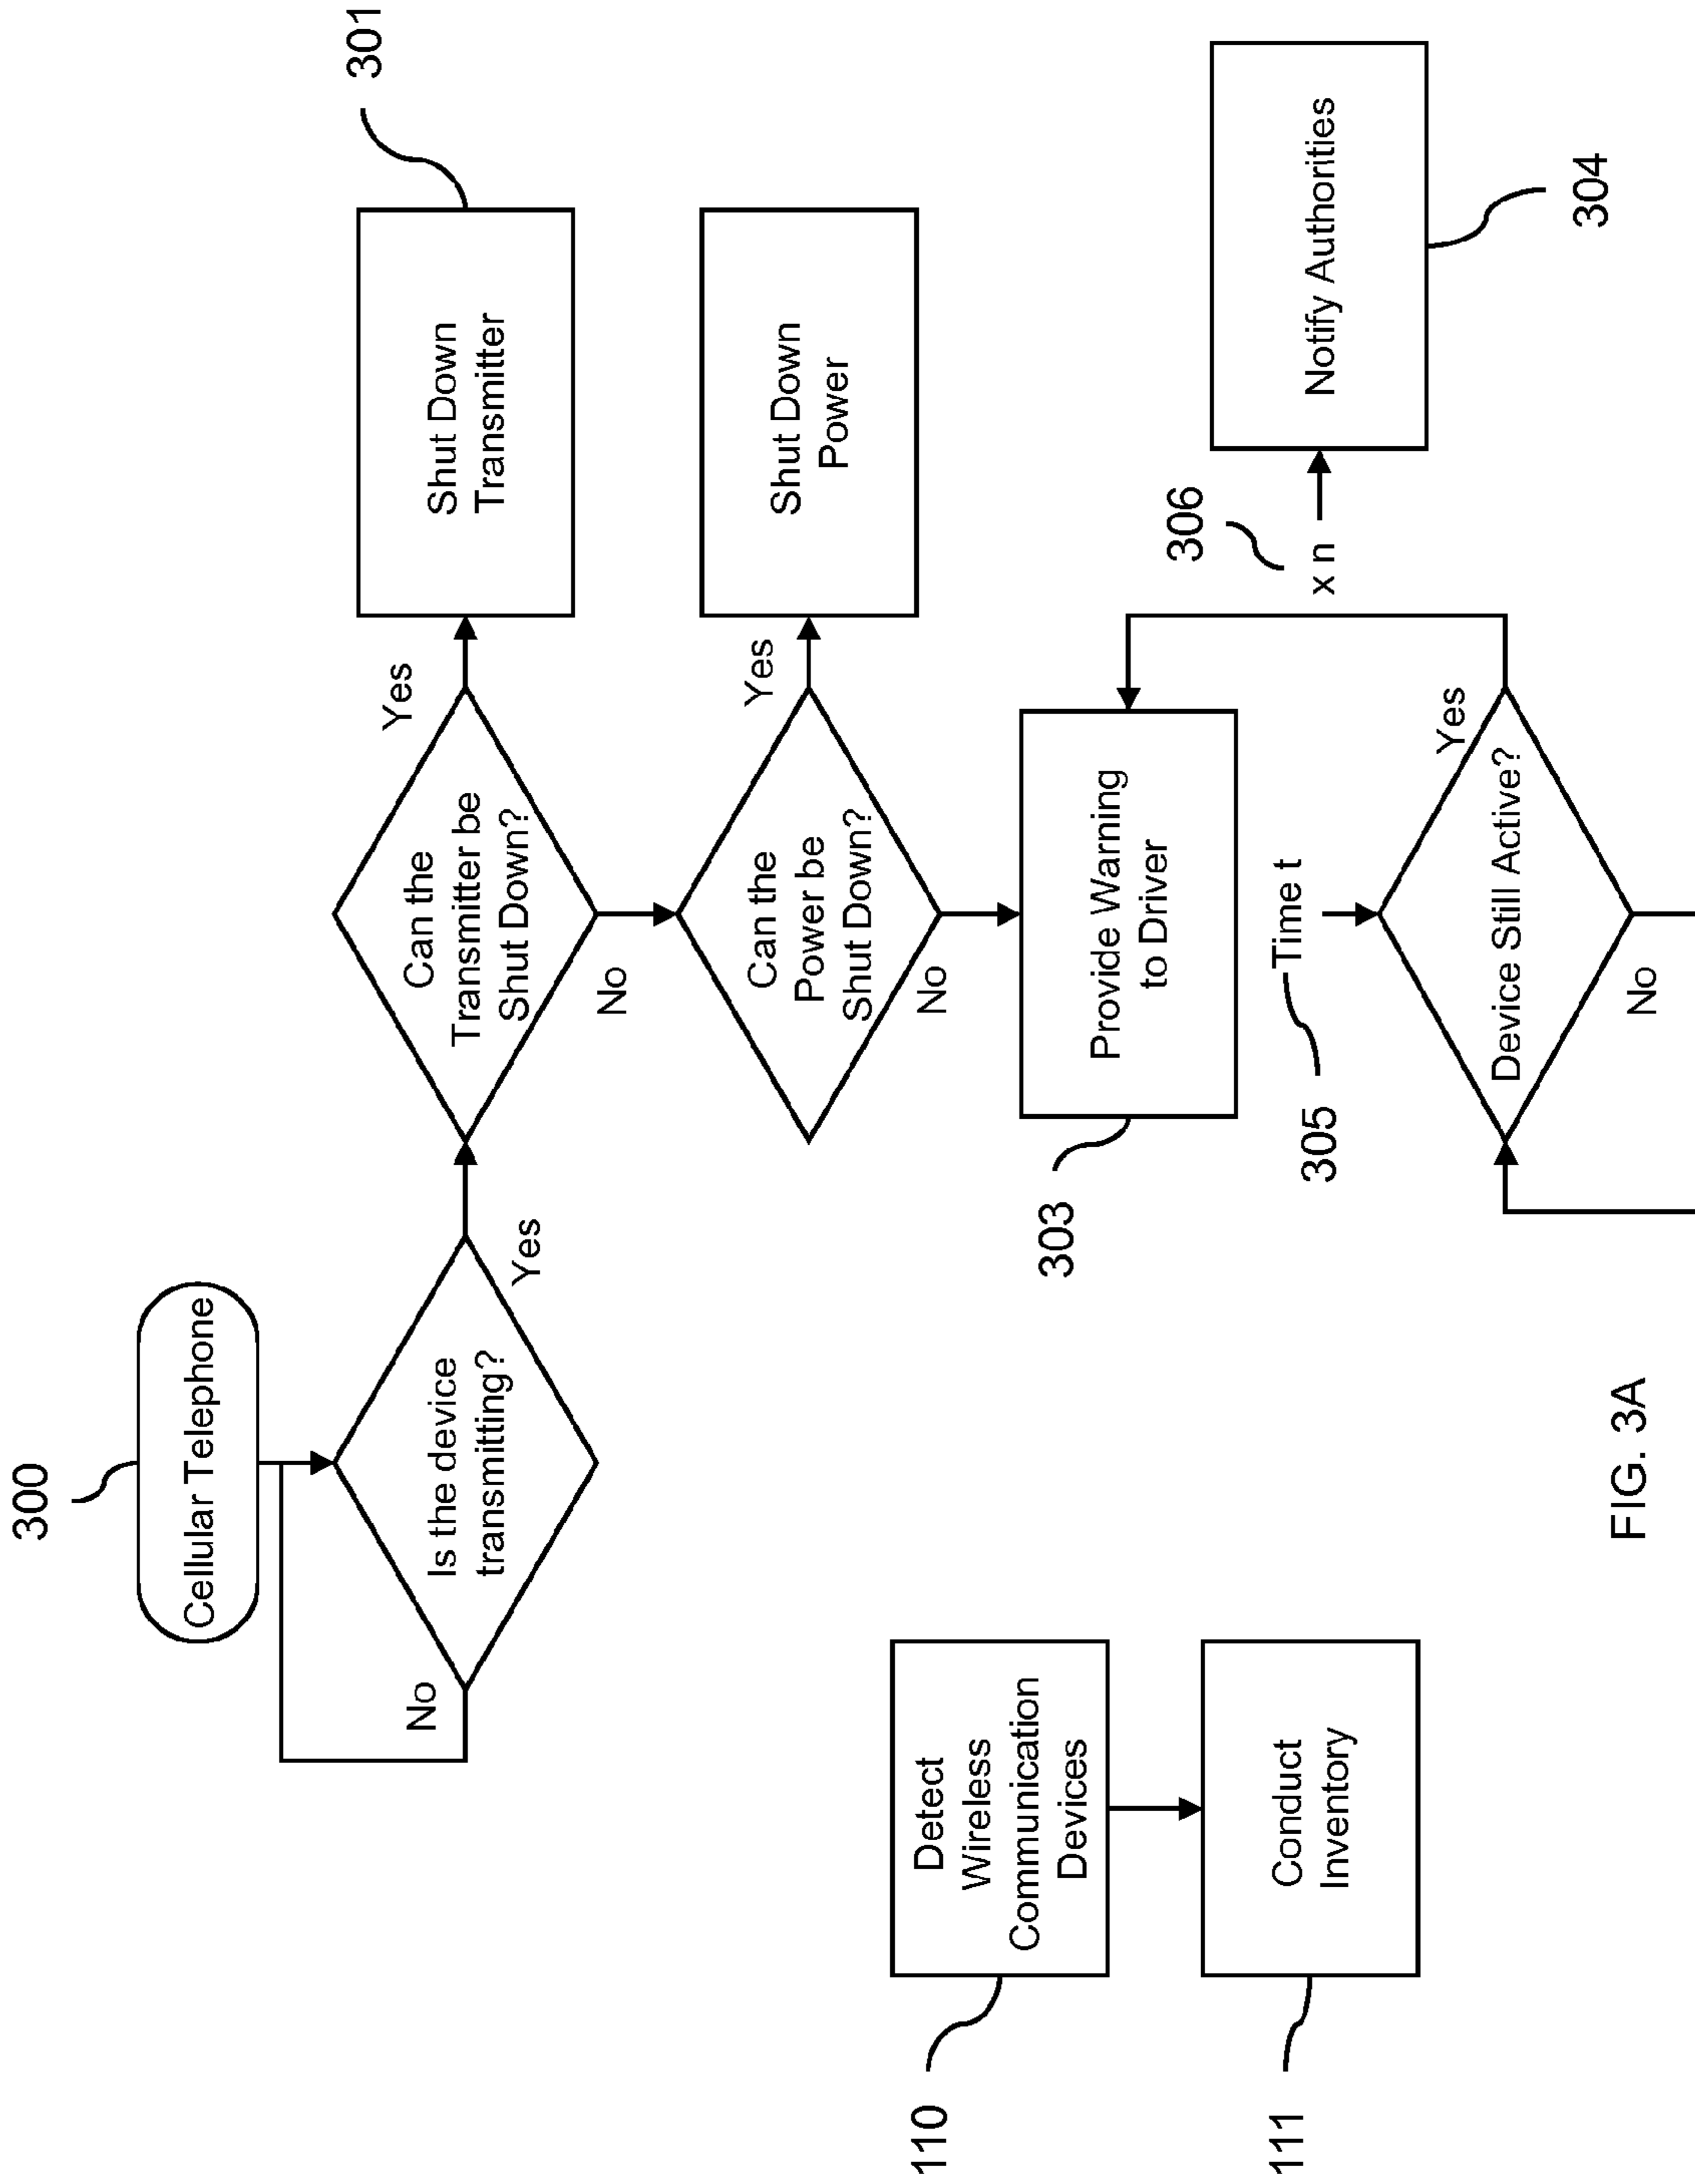 300
Cellular Telephone
Is the device
transmitting?
No
Yes
Can the
Transmitter be
Shut Down?
Yes
No
Shut Down
Transmitter
301
Can the
Power be
Shut Down?
Yes
No
Shut Down
Power
Provide Warning
to Driver
303
305
Time t
Device Still Active?
Yes
No
306
x n
Notify Authorities
304
110
Detect
Wireless
Communication
Devices
111
Conduct
Inventory
FIG. 3A